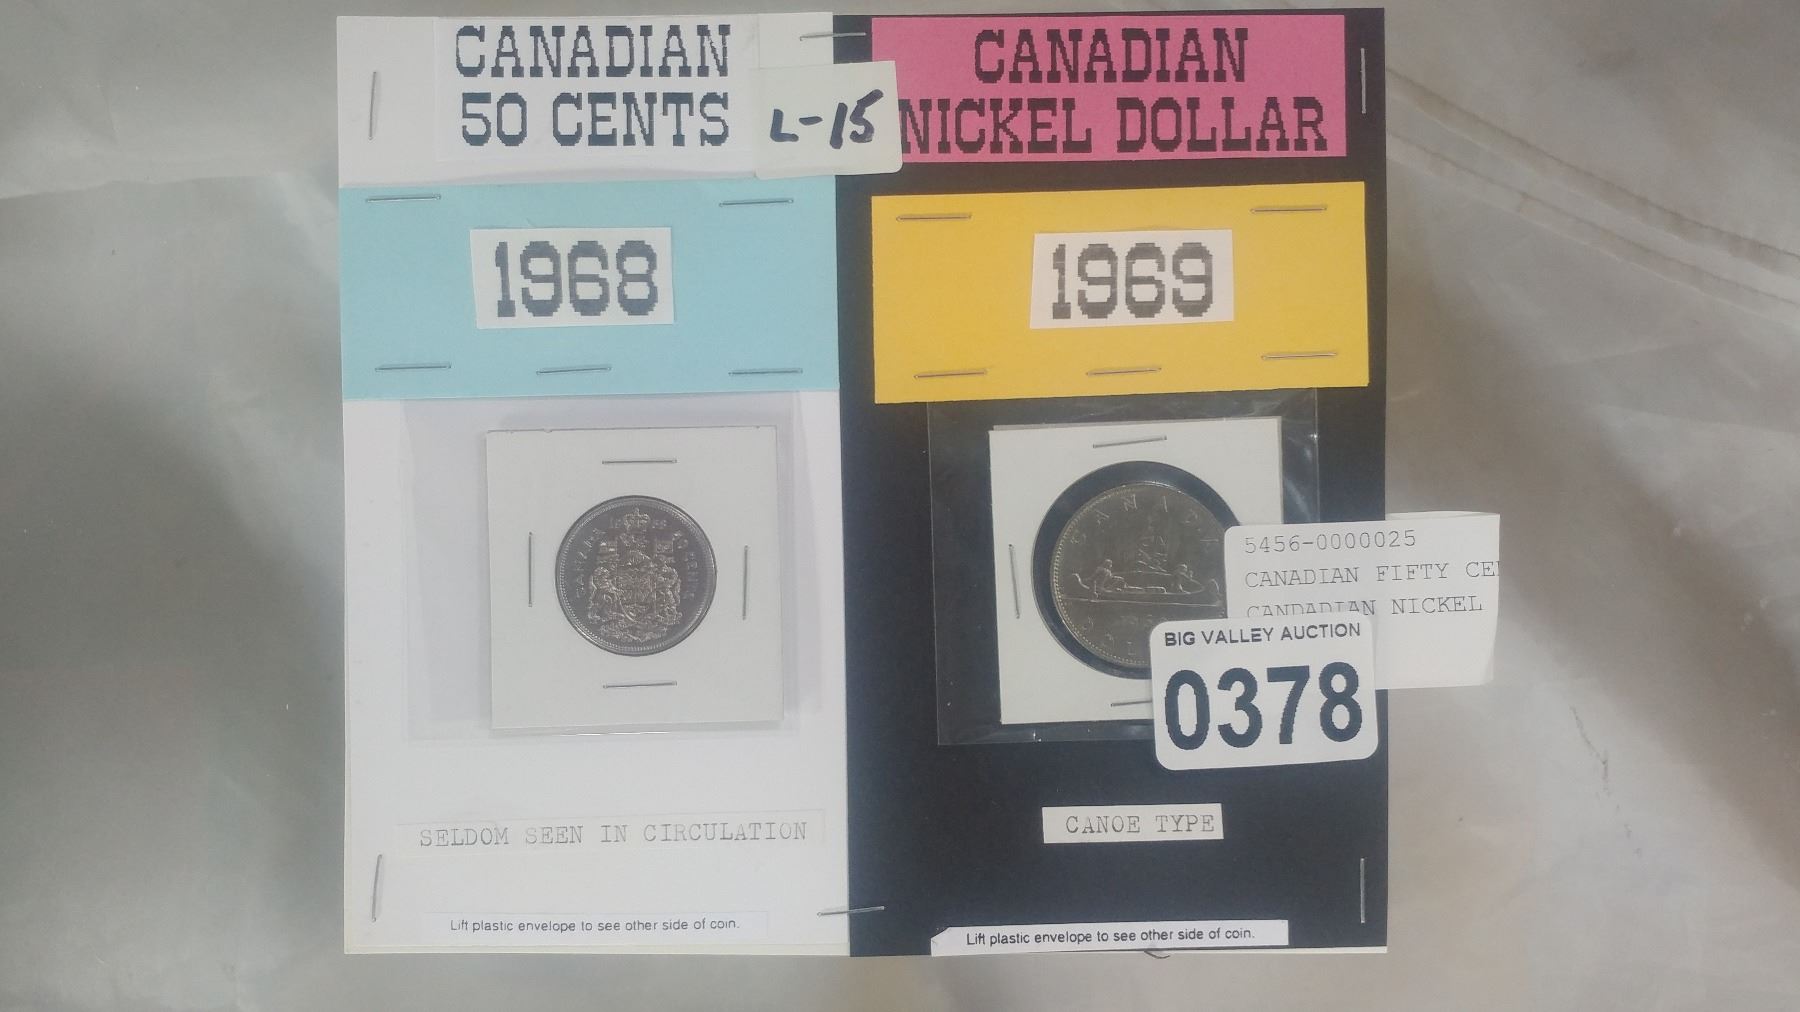 CANADIAN
50 CENTS
L-15
CANADIAN
NICKEL DOLLAR
1968
1969
CANADA
50 CENTS
CANADA
5456-0000025
CANADIAN FIFTY CE
CANDADIAN NICKEL
BIG VALLEY AUCTION
0378
SELDOM SEEN IN CIRCULATION
CANOE TYPE
Lift plastic envelope to see other side of coin.
Lift plastic envelope to see other side of coin.